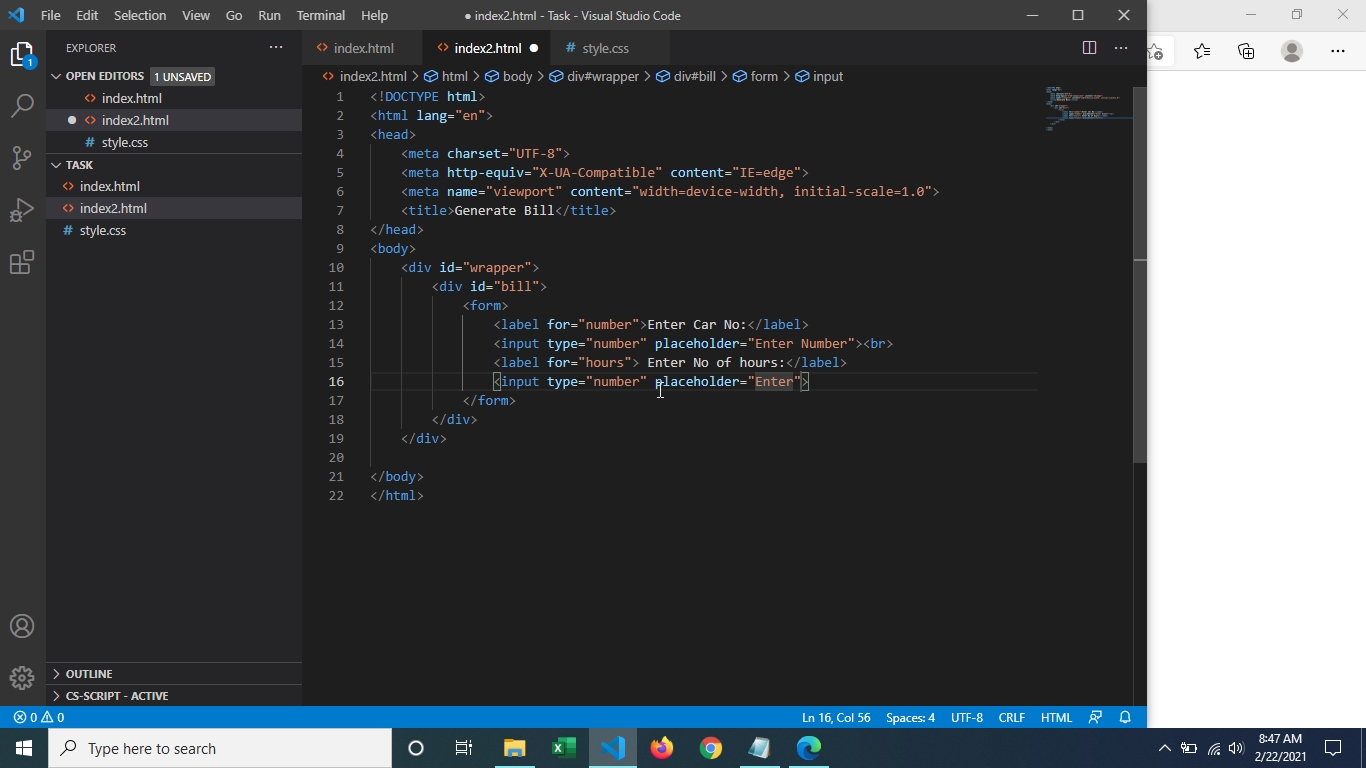 File Edit Selection View Go Run Terminal Help ● index2.html - Task - Visual Studio Code
EXPLORER
index.html index2.html style.css
OPEN EDITORS 1 UNSAVED
index.html
index2.html
style.css
TASK
index.html
index2.html
style.css
OUTLINE
CS-SCRIPT - ACTIVE
1
index2.html > html > body > div#wrapper > div#bill > form > input
1 <!DOCTYPE html>
2 <html lang="en">
3 <head>
4 <meta charset="UTF-8">
5 <meta http-equiv="X-UA-Compatible" content="IE=edge">
6 <meta name="viewport" content="width=device-width, initial-scale=1.0">
7 <title>Generate Bill</title>
8 </head>
9 <body>
10 <div id="wrapper">
11 <div id="bill">
12 <form>
13 <label for="number">Enter Car No:</label>
14 <input type="number" placeholder="Enter Number"><br>
15 <label for="hours"> Enter No of hours:</label>
16 <input type="number" placeholder="Enter">
17 </form>
18 </div>
19 </div>
20
21 </body>
22 </html>
0 0 Ln 16, Col 56 Spaces: 4 UTF-8 CRLF HTML
Type here to search
8:47 AM
2/22/2021